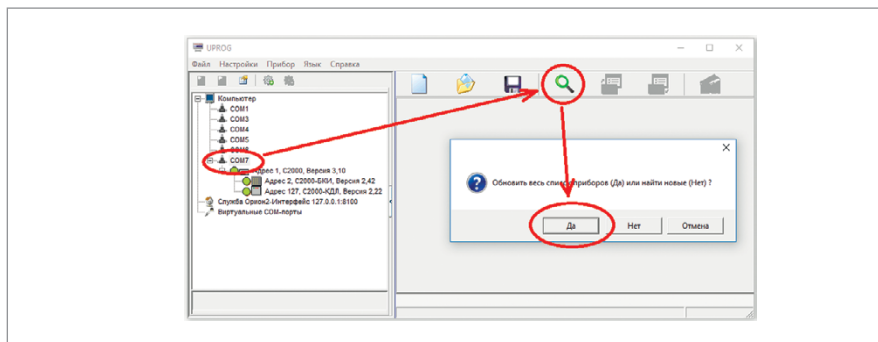 UPROG
Файл Настройки Прибор Язык Справка
Компьютер
COM1
COM3
COM4
COM5
COM6
COM7
Адрес 1, С2000, Версия 3,10
Адрес 2, С2000-БКИ, Версия 2,42
Адрес 127, С2000-КДЛ, Версия 2,22
Служба Орион2-Интерфейс 127.0.0.1:8100
Виртуальные COM-порты
Обновить весь список приборов (Да) или найти новые (Нет) ?
Да Нет Отмена